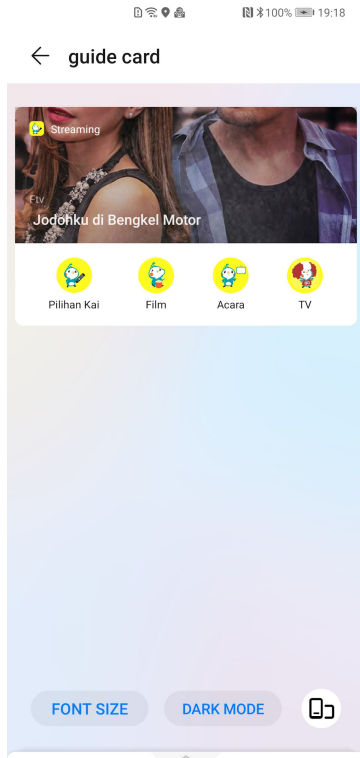 100% 19:18
guide card
Streaming
Ftv
Jodohku di Bengkel Motor
Pilihan Kai
Film
Acara
TV
FONT SIZE
DARK MODE